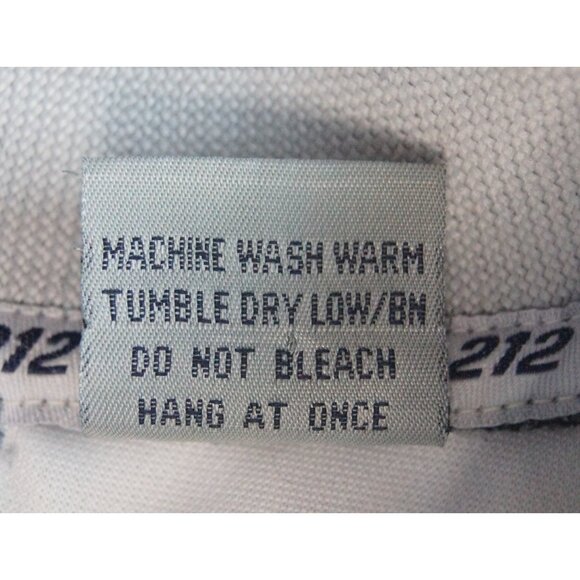 MACHINE WASH WARM
TUMBLE DRY LOW/BN
DO NOT BLEACH
HANG AT ONCE
212
212